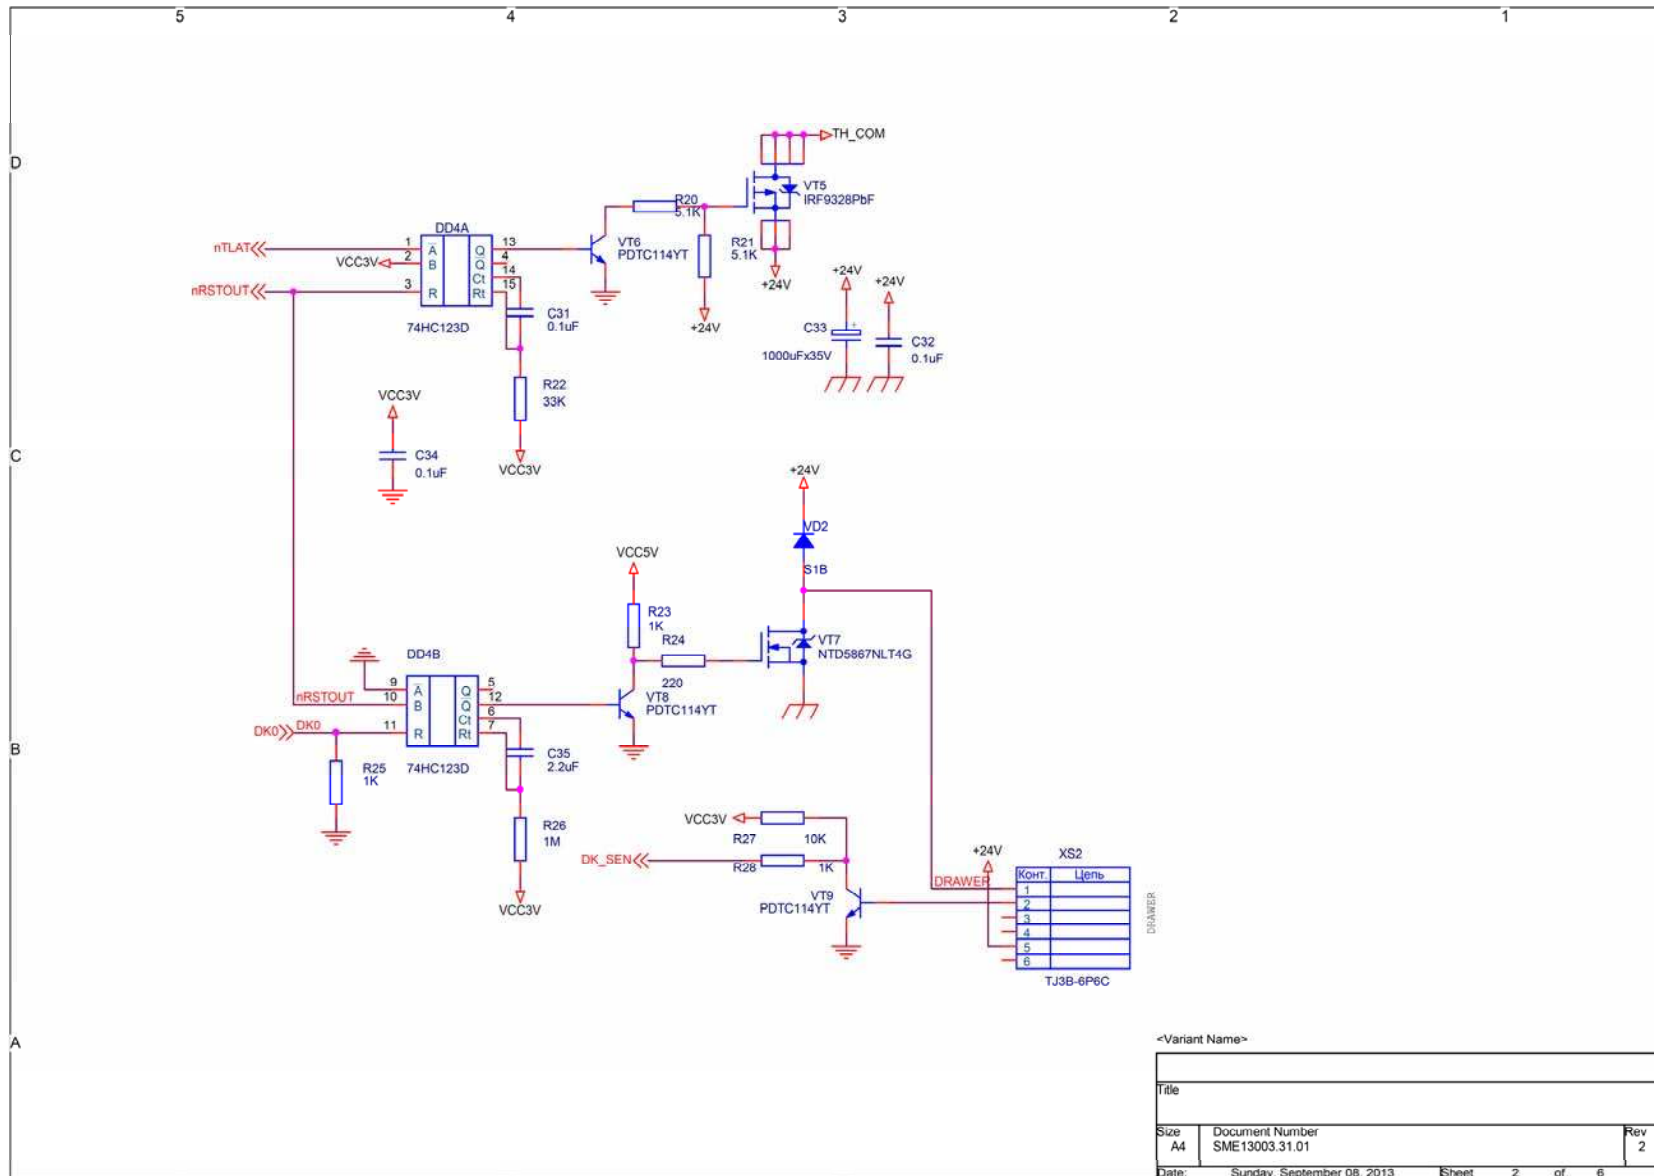 5 4 3 2 1
D
TH_COM
VT5
IRF9328PbF
R20
5.1K
R21
5.1K
+24V
+24V
VT6
PDTC114YT
DD4A
nTLAT
VCC3V
nRSTOUT
1 A Q 13
2 B Q 4
Ct 14
3 R Rt 15
74HC123D
C31
0.1uF
R22
33K
VCC3V
+24V
+24V
C33
+
1000uFx35V
C32
0.1uF
VCC3V
C
C34
0.1uF
+24V
VD2
S1B
VCC5V
R23
1K
R24
220
VT7
NTD5867NLT4G
VT8
PDTC114YT
DD4B
nRSTOUT
DK0
DK0
9 A Q 5
10 B Q 12
Ct 6
11 R Rt 7
74HC123D
B
R25
1K
C35
2.2uF
R26
1M
VCC3V
VCC3V
R27
10K
DK_SEN
R28
1K
VT9
PDTC114YT
+24V
XS2
DRAWER
Конт. Цепь
1
2
3
4
5
6
DRAWER
TJ3B-6P6C
A
<Variant Name>
Title
Size
A4
Document Number
SME13003.31.01
Rev
2
Date: Sunday, September 08, 2013 Sheet 2 of 6